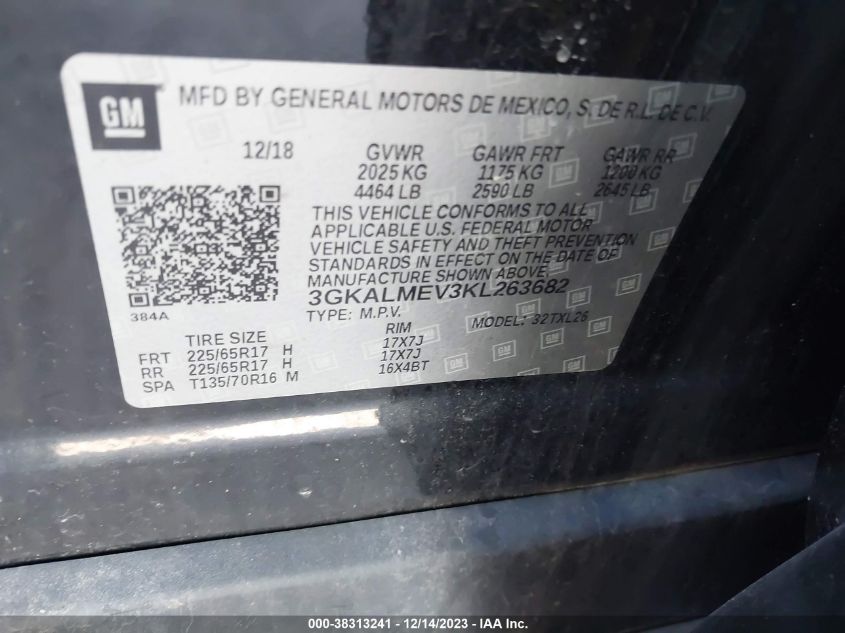 GM
MFD BY GENERAL MOTORS DE MEXICO, S. DE R.L. DE C.V.
12/18 GVWR GAWR FRT GAWR RR
2025 KG 1175 KG 1200 KG
4464 LB 2590 LB 2645 LB
THIS VEHICLE CONFORMS TO ALL
APPLICABLE U.S. FEDERAL MOTOR
VEHICLE SAFETY AND THEFT PREVENTION
STANDARDS IN EFFECT ON THE DATE OF
MANUFACTURE SHOWN ABOVE.
3GKALMEV3KL263682
384A
TYPE: M.P.V. MODEL: 32TXL26
TIRE SIZE RIM
FRT 225/65R17 H 17X7J
RR 225/65R17 H 17X7J
SPA T135/70R16 M 16X4BT
000-38313241 - 12/14/2023 - IAA Inc.